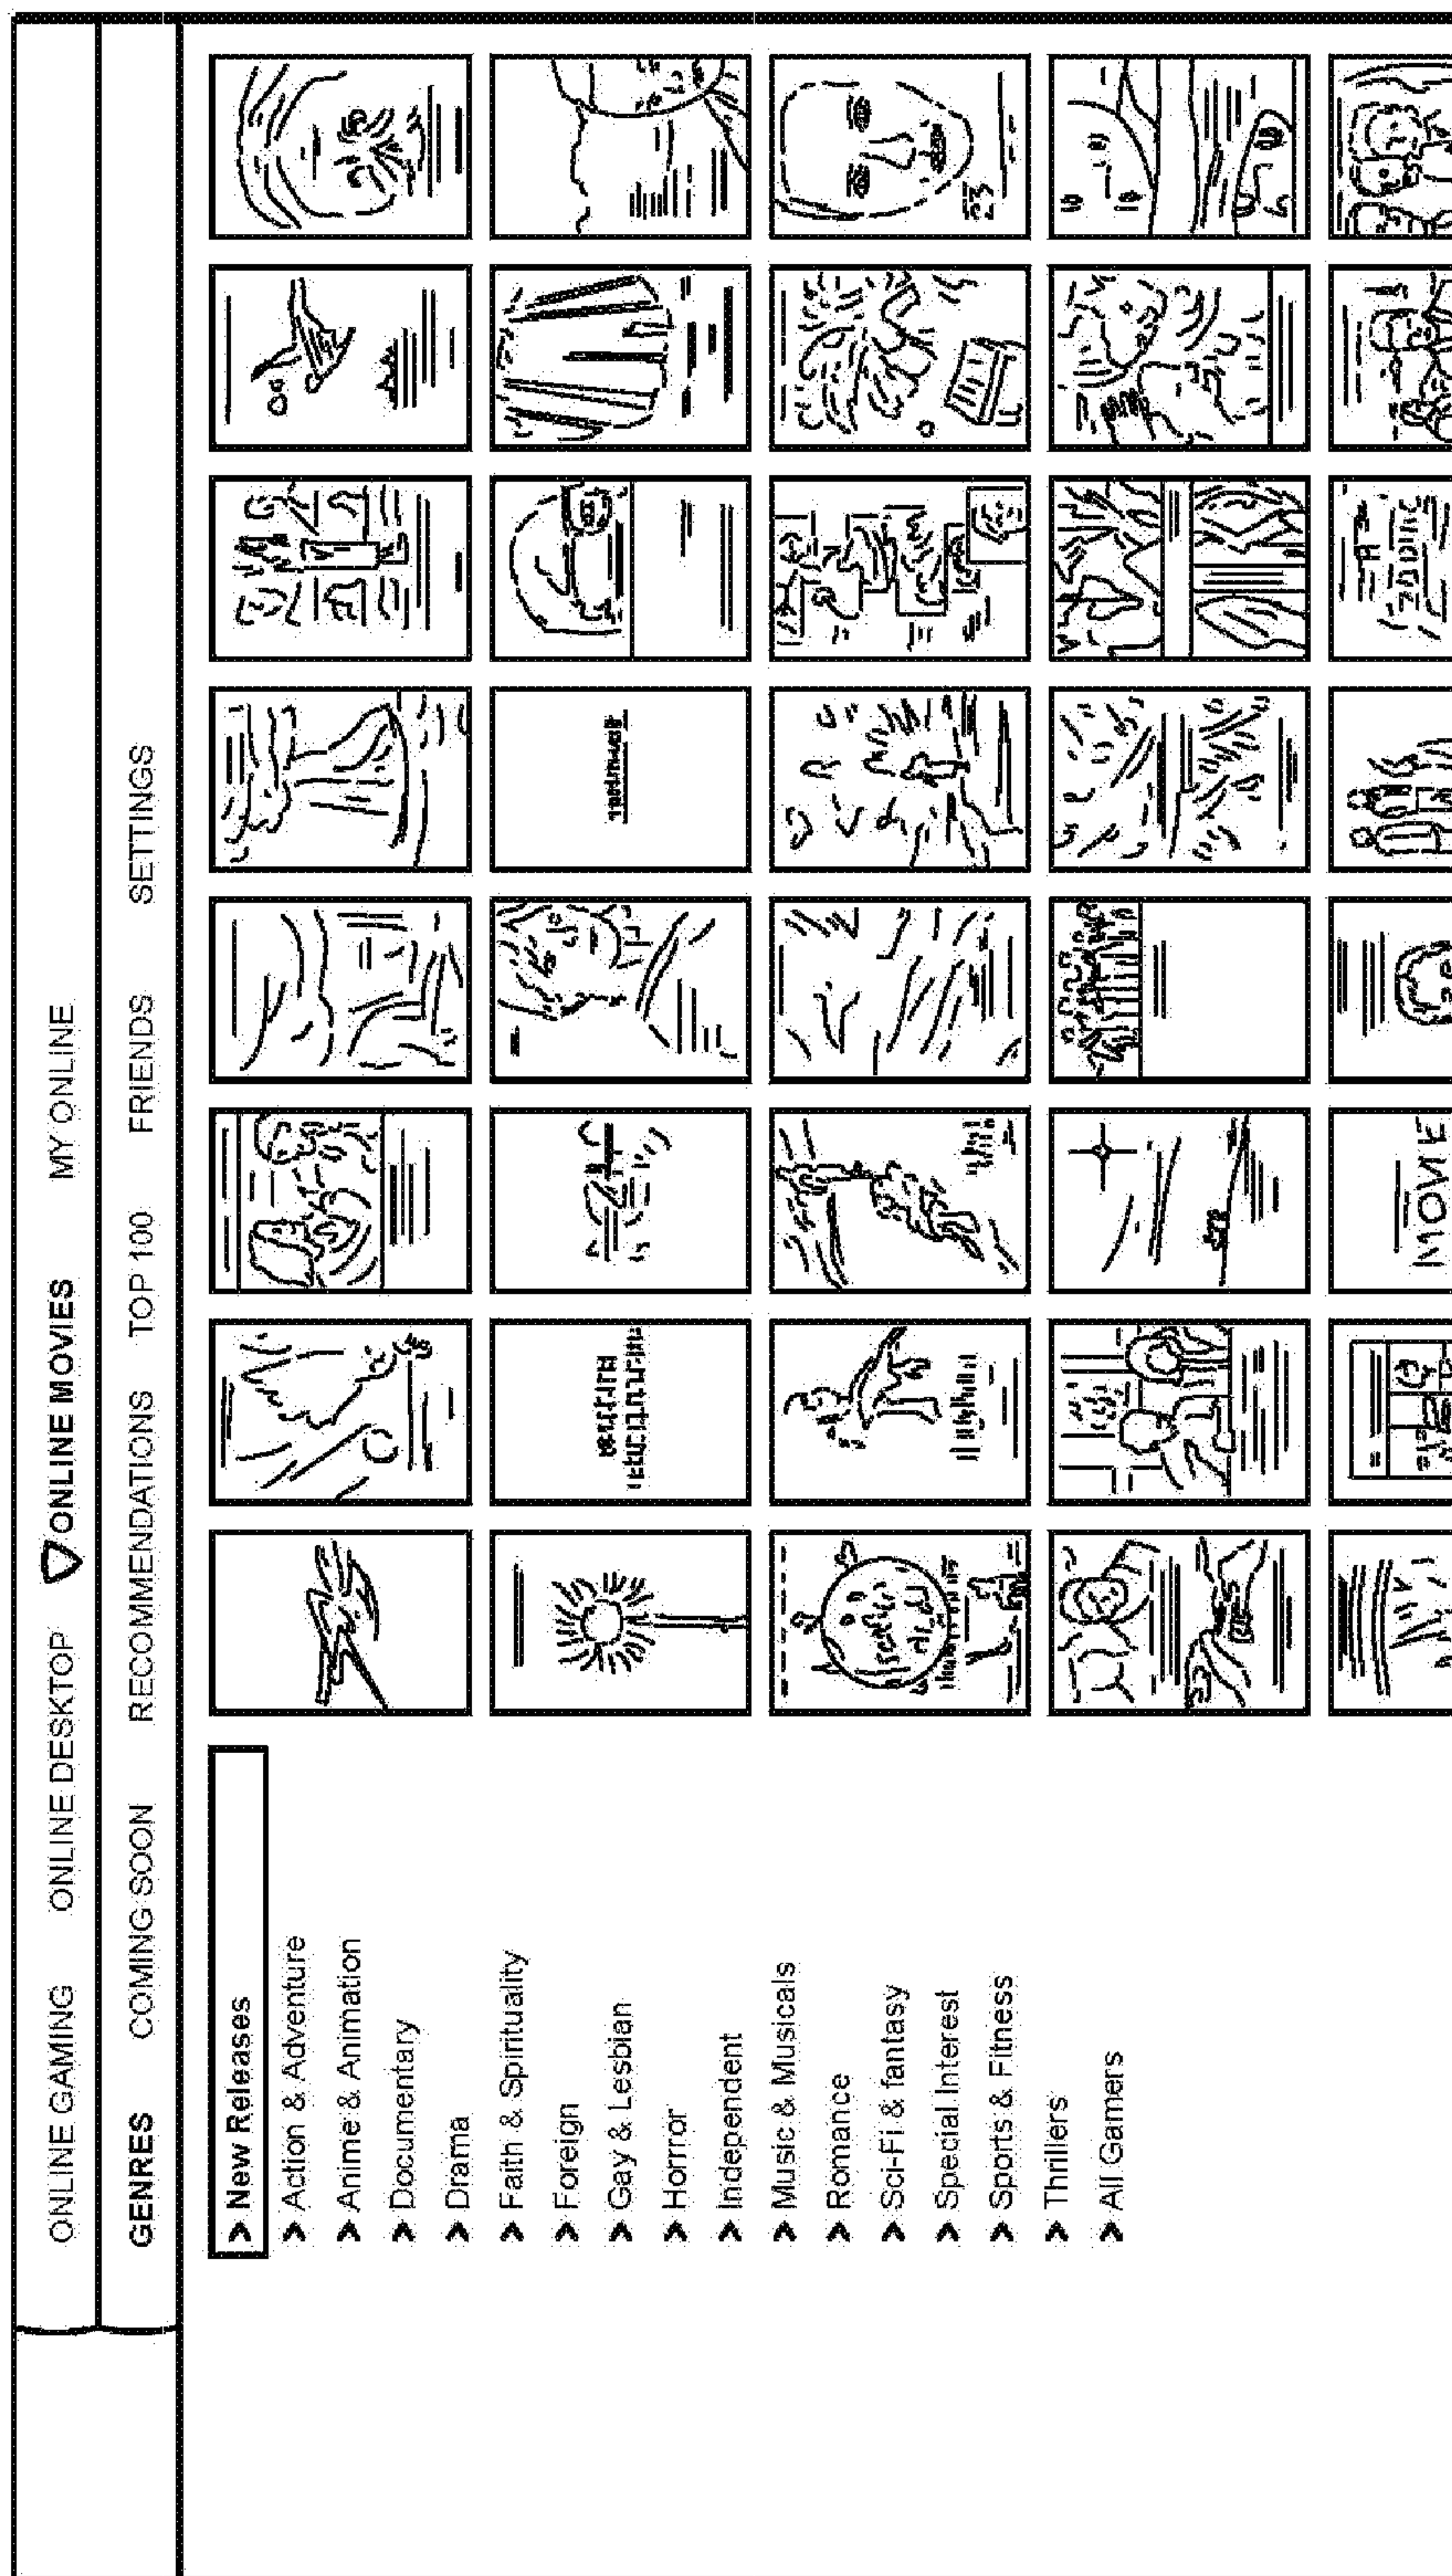 ONLINE GAMING ONLINE DESKTOP ONLINE MOVIES MY ONLINE
GENRES COMING SOON RECOMMENDATIONS TOP 100 FRIENDS SETTINGS
New Releases
Action & Adventure
Anime & Animation
Documentary
Drama
Faith & Spirituality
Foreign
Gay & Lesbian
Horrror
Independent
Music & Musicals
Romance
Sci-Fi & fantasy
Special Interest
Sports & Fitness
Thrillers
All Gamers
23
MOVIE